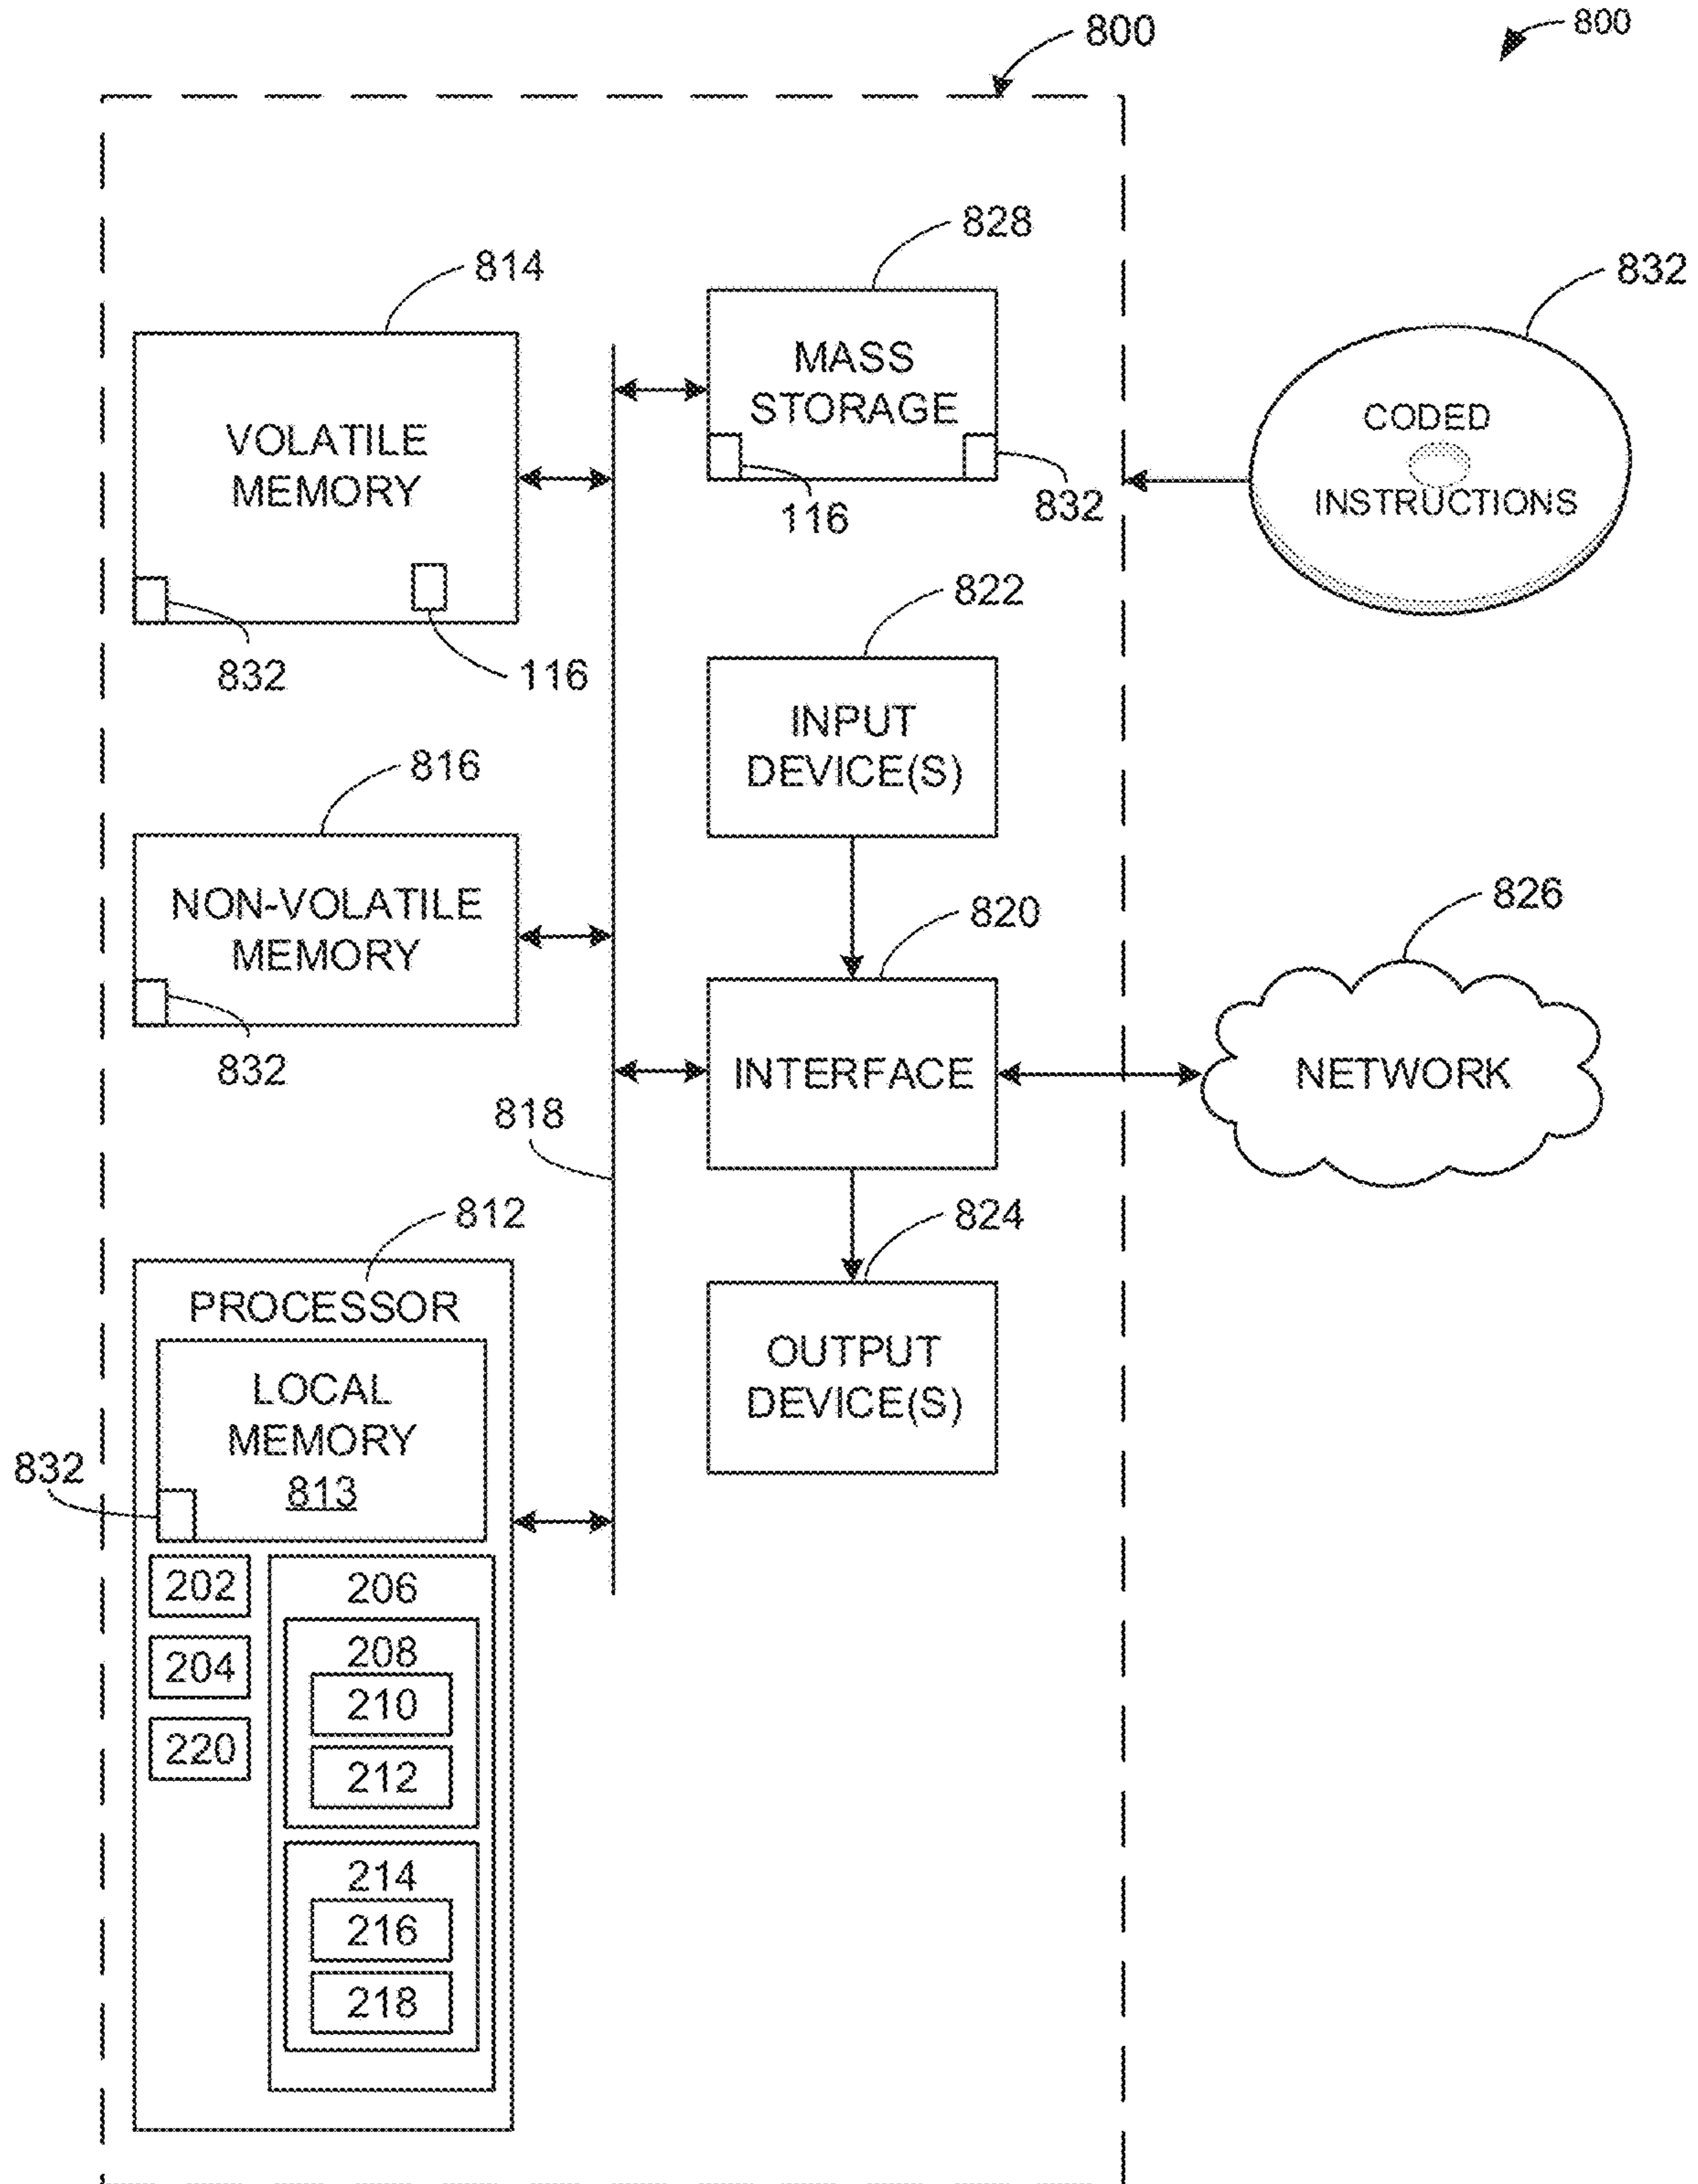 800
800
828
814
832
MASS
STORAGE
VOLATILE
MEMORY
CODED
INSTRUCTIONS
116
832
822
832
116
INPUT
DEVICE(S)
816
826
820
NON-VOLATILE
MEMORY
832
INTERFACE
NETWORK
818
812
824
PROCESSOR
OUTPUT
DEVICE(S)
LOCAL
MEMORY
813
832
202
206
204
208
210
220
212
214
216
218